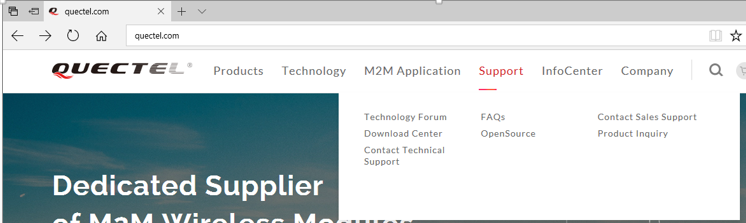 quectel.com
quectel.com
QUECTEL®
Products Technology M2M Application Support InfoCenter Company
Technology Forum FAQs Contact Sales Support
Download Center OpenSource Product Inquiry
Contact Technical
Support
Dedicated Supplier
of M2M Wireless Modules